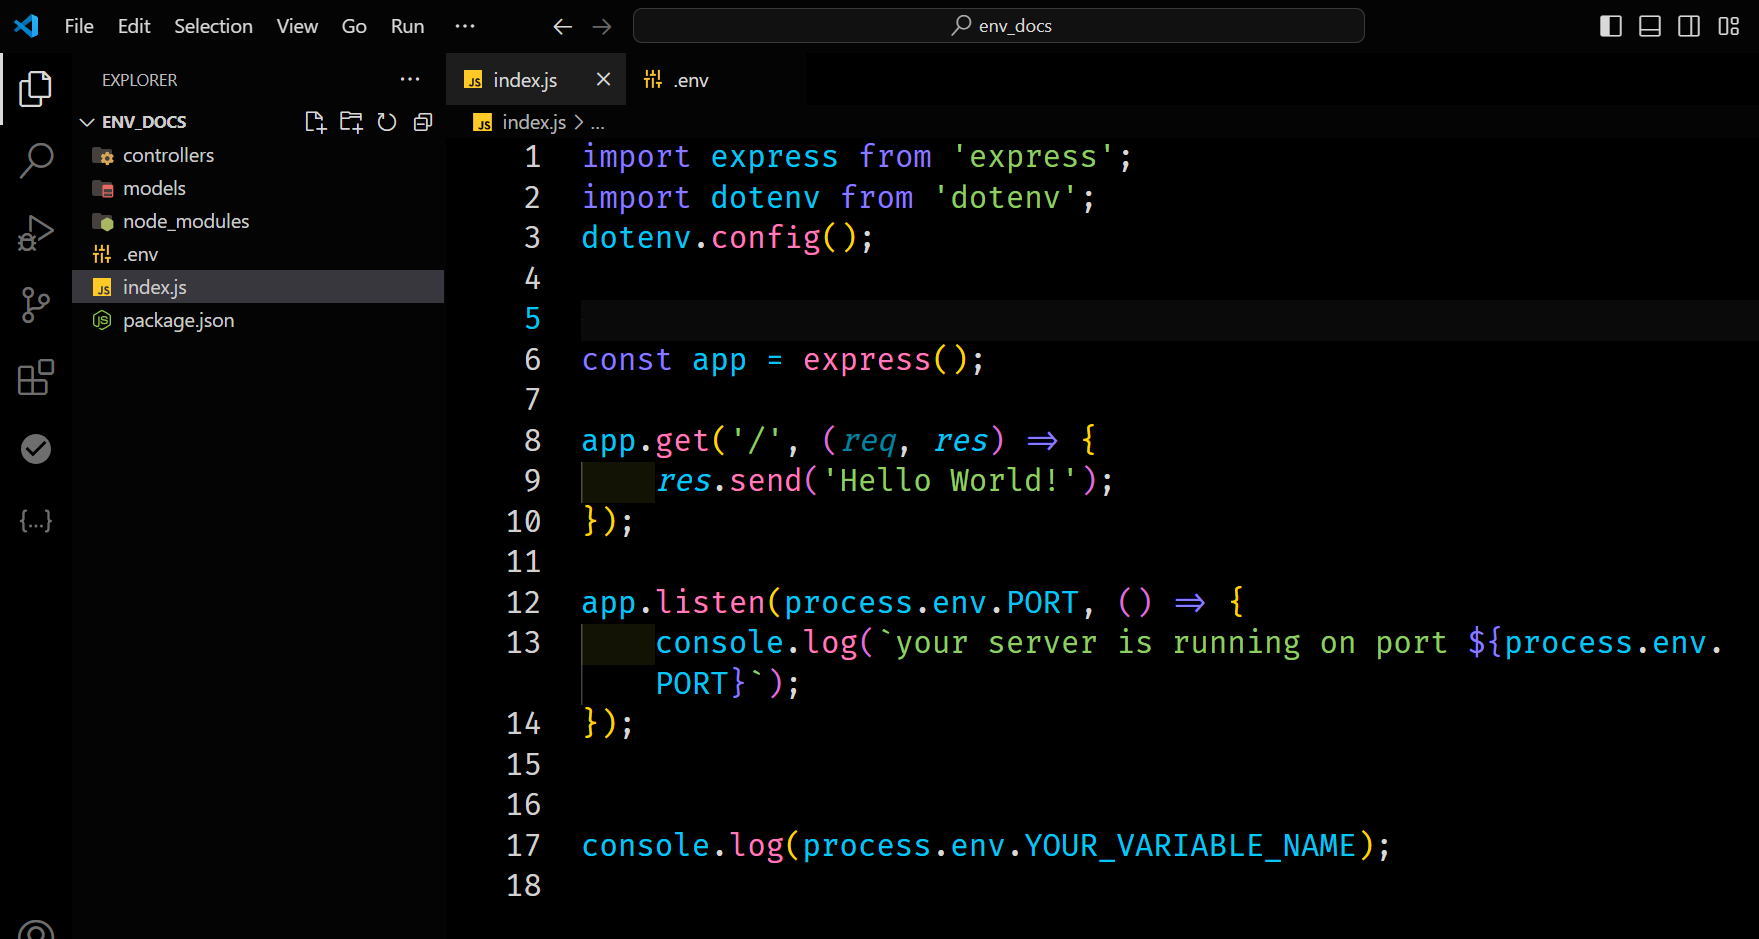 File Edit Selection View Go Run ...
env_docs
EXPLORER ...
index.js
.env
ENV_DOCS
index.js > ...
controllers
models
node_modules
.env
index.js
package.json
{...}
1 import express from 'express';
2 import dotenv from 'dotenv';
3 dotenv.config();
4
5
6 const app = express();
7
8 app.get('/', (req, res) => {
9 res.send('Hello World!');
10 });
11
12 app.listen(process.env.PORT, () => {
13 console.log(`your server is running on port ${process.env.
PORT}`);
14 });
15
16
17 console.log(process.env.YOUR_VARIABLE_NAME);
18